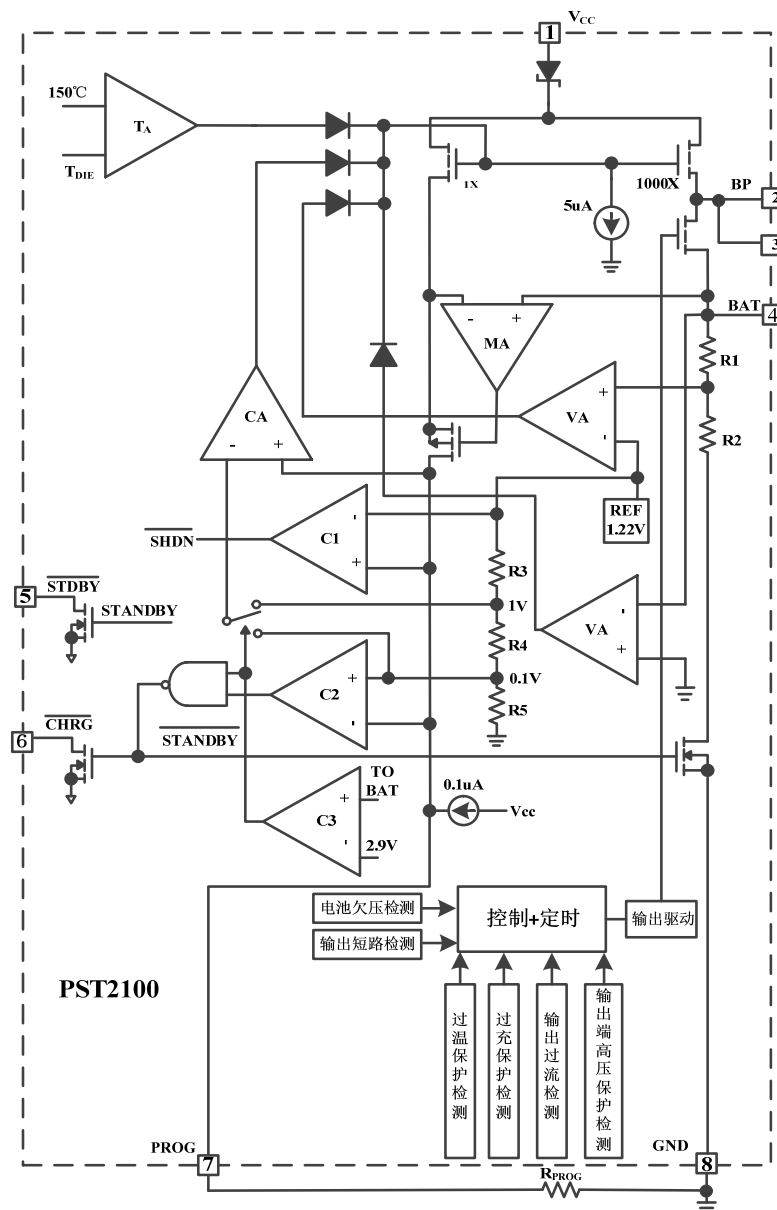 1
VCC
150℃
TA
TDIE
1X
1000X
BP
2
5uA
3
BAT
4
- +
MA
R1
CA
- +
+
VA
-
R2
REF
1.22V
SHDN
-
C1
+
R3
5
STDBY
STANDBY
1V
-
VA
+
R4
+
C2
-
0.1V
R5
6
CHRG
STANDBY
TO
BAT
+
C3
-
2.9V
0.1uA
Vcc
电池欠压检测
控制+定时
输出驱动
输出短路检测
PST2100
过温保护检测
过充保护检测
输出过流检测
输出端高压保护检测
PROG
7
GND
8
RPROG